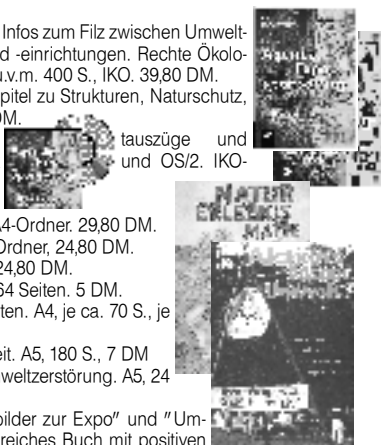 Infos zum Filz zwischen Umwelt-
d -einrichtungen. Rechte Ökolo-
u.v.m. 400 S., IKO. 39,80 DM.
pitel zu Strukturen, Naturschutz,
DM.
tauszüge und
und OS/2. IKO-
A4-Ordner. 29,80 DM.
Ordner, 24,80 DM.
24,80 DM.
64 Seiten. 5 DM.
ten. A4, je ca. 70 S., je
eit. A5, 180 S., 7 DM
weltzerstörung. A5, 24
bilder zur Expo" und "Um-
reiches Buch mit positiven
NATUR
ERLEBNIS